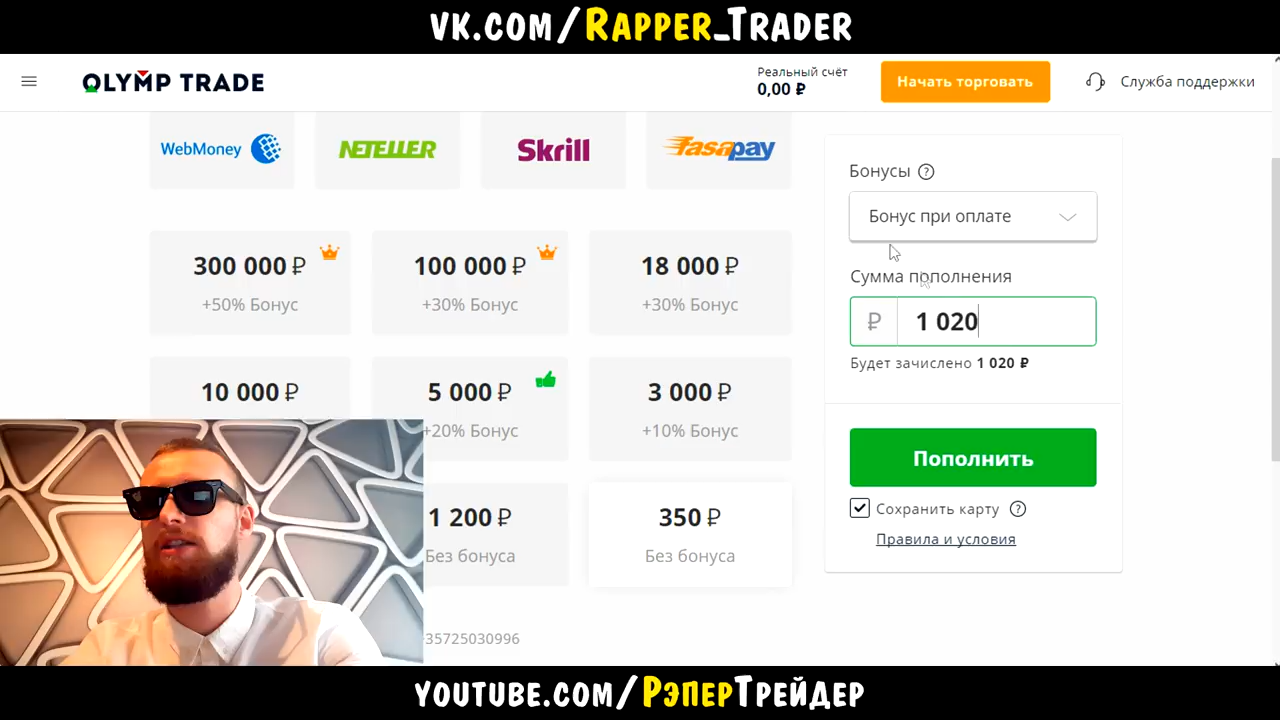 vk.com/Rapper_Trader
OLYMP TRADE
Реальный счёт
0,00 ₽
Начать торговать
Служба поддержки
WebMoney
NETELLER
Skrill
Fasapay
300 000 ₽
+50% Бонус
100 000 ₽
+30% Бонус
18 000 ₽
+30% Бонус
10 000 ₽
5 000 ₽
+20% Бонус
3 000 ₽
+10% Бонус
1 200 ₽
Без бонуса
350 ₽
Без бонуса
35725030996
Бонусы ?
Бонус при оплате
Сумма пополнения
₽ 1 020
Будет зачислено 1 020 ₽
Пополнить
Сохранить карту ?
Правила и условия
youtube.com/РэперТрейдер